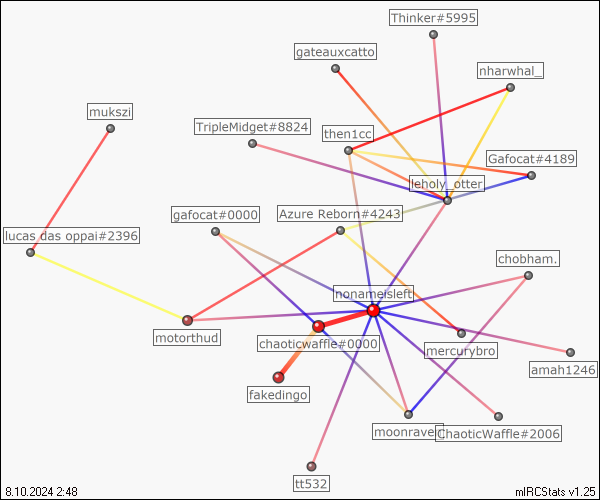 Thinker#5995
gateauxcatto
nharwhal_
mukszi
TripleMidget#8824
then1cc
Gafocat#4189
leholy_otter
gafocat#0000
Azure Reborn#4243
lucas das oppai#2396
chobham.
nonameisleft
motorthud
chaoticwaffle#0000
mercurybro
amah1246
fakedingo
moonraven
ChaoticWaffle#2006
tt532
8.10.2024 2:48
mIRCStats v1.25